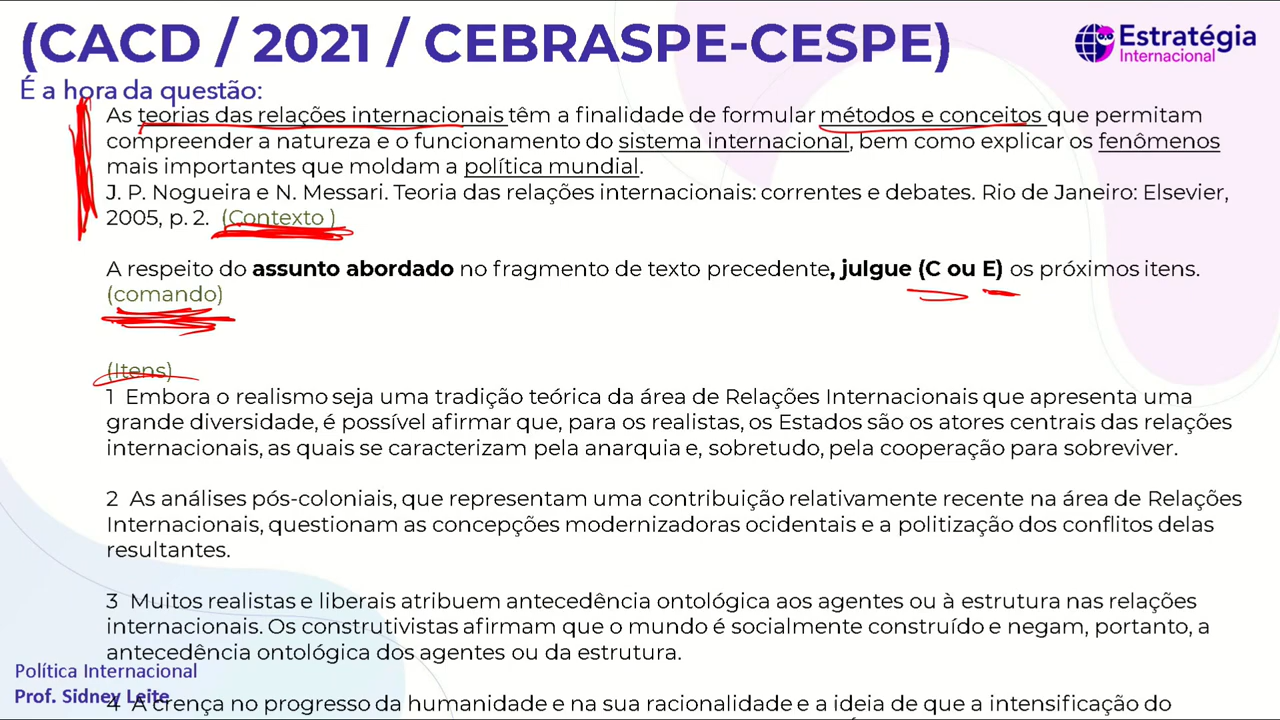 (CACD / 2021 / CEBRASPE-CESPE)
Estratégia
Internacional
É a hora da questão:
As teorias das relações internacionais têm a finalidade de formular métodos e conceitos que permitam
compreender a natureza e o funcionamento do sistema internacional, bem como explicar os fenômenos
mais importantes que moldam a política mundial.
J. P. Nogueira e N. Messari. Teoria das relações internacionais: correntes e debates. Rio de Janeiro: Elsevier,
2005, p. 2. (Contexto )
A respeito do assunto abordado no fragmento de texto precedente, julgue (C ou E) os próximos itens.
(comando)
(Itens)
1 Embora o realismo seja uma tradição teórica da área de Relações Internacionais que apresenta uma
grande diversidade, é possível afirmar que, para os realistas, os Estados são os atores centrais das relações
internacionais, as quais se caracterizam pela anarquia e, sobretudo, pela cooperação para sobreviver.
2 As análises pós-coloniais, que representam uma contribuição relativamente recente na área de Relações
Internacionais, questionam as concepções modernizadoras ocidentais e a politização dos conflitos delas
resultantes.
3 Muitos realistas e liberais atribuem antecedência ontológica aos agentes ou à estrutura nas relações
internacionais. Os construtivistas afirmam que o mundo é socialmente construído e negam, portanto, a
antecedência ontológica dos agentes ou da estrutura.
Política Internacional
Prof. Sidney Leite
4 A crença no progresso da humanidade e na sua racionalidade e a ideia de que a intensificação do